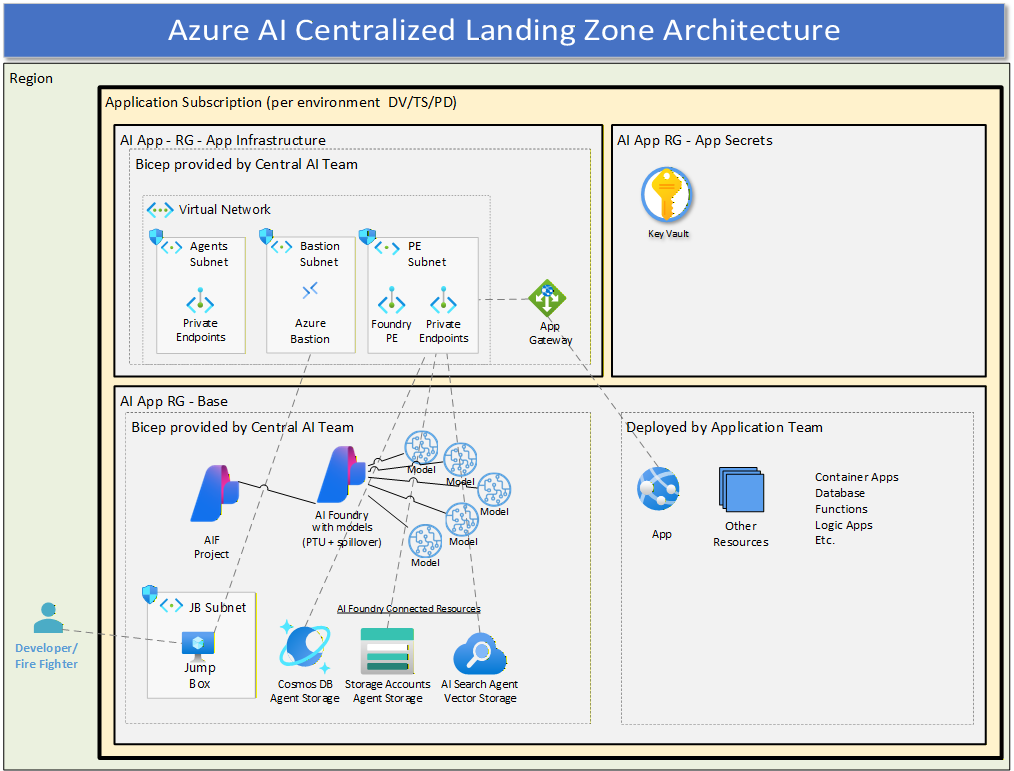 Azure AI Centralized Landing Zone Architecture
Region
Application Subscription (per environment DV/TS/PD)
AI App - RG - App Infrastructure
Bicep provided by Central AI Team
Virtual Network
Agents
Subnet
Private
Endpoints
Bastion
Subnet
Azure
Bastion
PE
Subnet
Foundry
PE
Private
Endpoints
App
Gateway
AI App RG - App Secrets
Key Vault
AI App RG - Base
Bicep provided by Central AI Team
AIF
Project
AI Foundry
with models
(PTU + spillover)
Model
Model
Model
Model
Model
JB Subnet
Jump
Box
AI Foundry Connected Resources
Cosmos DB
Agent Storage
Storage Accounts
Agent Storage
AI Search Agent
Vector Storage
Deployed by Application Team
App
Other
Resources
Container Apps
Database
Functions
Logic Apps
Etc.
Developer/
Fire Fighter